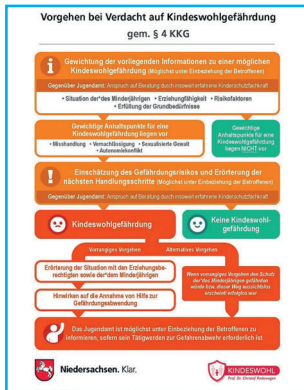 Vorgehen bei Verdacht auf Kindeswohlgefährdung
gem. § 4 KKG
Gewichtung der vorliegenden Informationen zu einer möglichen
Kindeswohlgefährdung (Möglichst unter Einbeziehung der Betroffenen)
Gegenüber Jugendamt: Anspruch auf Beratung durch insoweit erfahrene Kinderschutzfachkraft
• Situation der*des Minderjährigen • Erziehungsfähigkeit • Risikofaktoren
• Erfüllung der Grundbedürfnisse
Gewichtige Anhaltspunkte für eine
Kindeswohlgefährdung liegen vor
• Misshandlung • Vernachlässigung • Sexualisierte Gewalt
• Autonomiekonflikt
Gewichtige
Anhaltspunkte für eine
Kindeswohlgefährdung
liegen NICHT vor
Einschätzung des Gefährdungsrisikos und Erörterung der
nächsten Handlungsschritte (Möglichst unter Einbeziehung der Betroffenen)
Gegenüber Jugendamt: Anspruch auf Beratung durch insoweit erfahrene Kinderschutzfachkraft
Kindeswohlgefährdung
Keine Kindeswohl-
gefährdung
Vorrangiges Vorgehen
Alternatives Vorgehen
Erörterung der Situation mit den Erziehungsbe-
rechtigten sowie der*dem Minderjährigen
Hinwirken auf die Annahme von Hilfe zur
Gefährdungsabwendung
Wenn vorrangiges Vorgehen den Schutz
der*des Minderjährigen gefährden
würde bzw. dieser Weg aussichtslos
erscheint/erfolglos war
Das Jugendamt ist möglichst unter Einbeziehung der Betroffenen zu
informieren, sofern sein Tätigwerden zur Gefahrenabwehr erforderlich ist
Niedersachsen. Klar.
KINDESWOHL